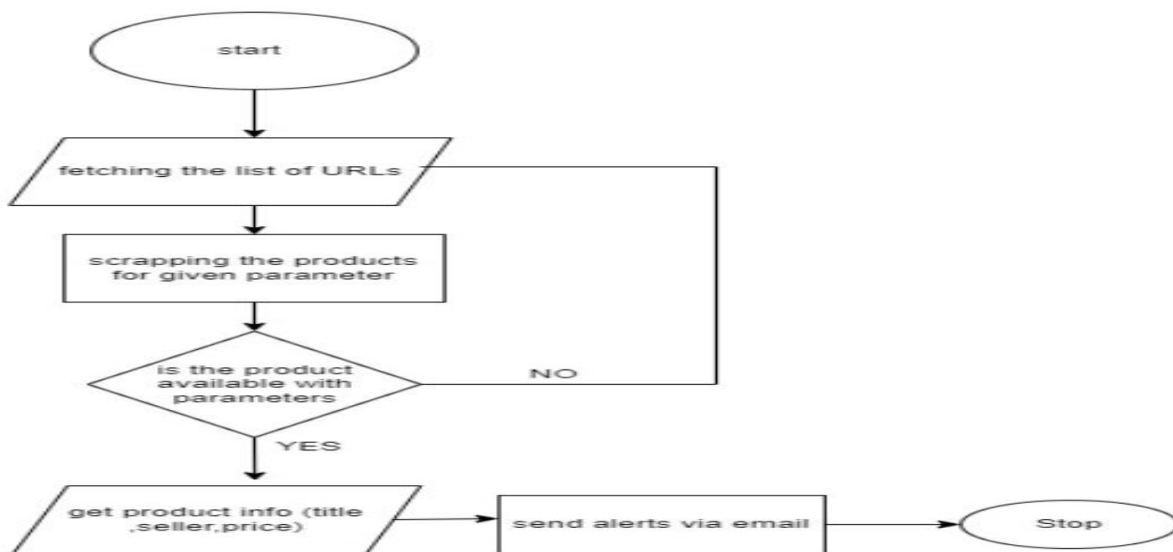 start
fetching the list of URLs
scrapping the products
for given parameter
is the product
available with
parameters
NO
YES
get product info (title
,seller,price)
send alerts via email
Stop